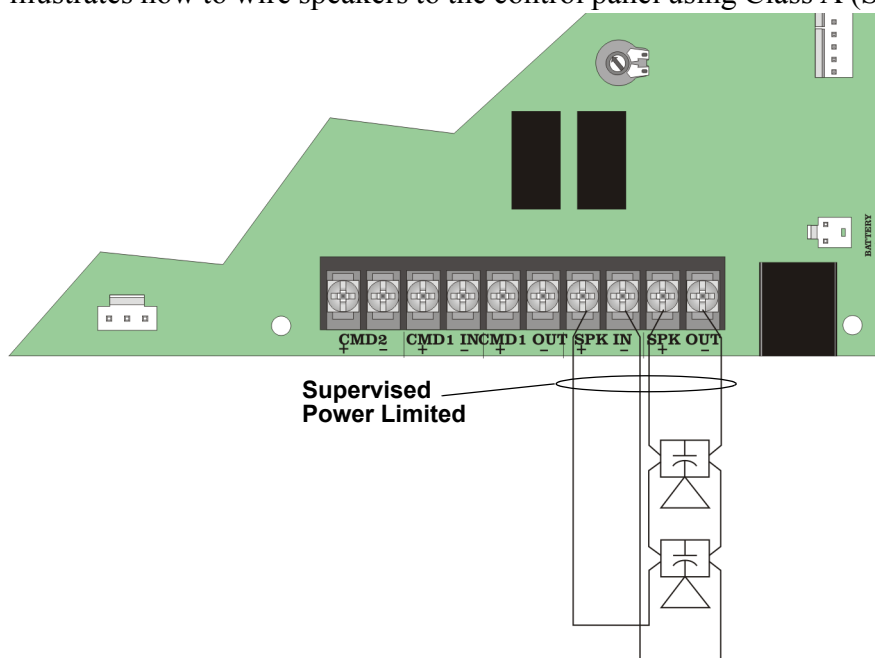 illustrates how to wire speakers to the control panel using Class A (S
BATTERY
CMD2 CMD1 IN CMD1 OUT SPK IN SPK OUT
+ − + − + − + − + −
Supervised
Power Limited